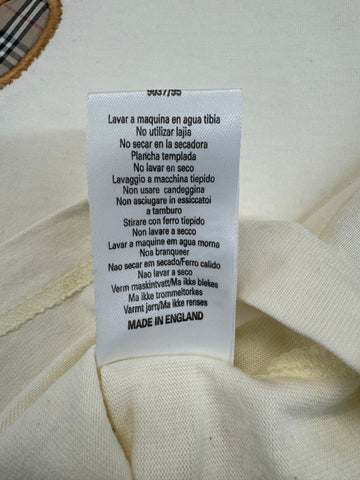 9037/95
Lavar a maquina en agua tibia
No utilizar lajia
No secar en la secadora
Plancha templada
No lavar en seco
Lavaggio a macchina tiepido
Non usare candeggina
Non asciugare in essiccatoi
a tamburo
Stirare con ferro tiepido
Non lavare a secco
Lavar a maquine em agua morna
Noa branqueer
Nao secar em secado/Ferro calido
Nao lavar a seco
Verm maskintvatt/Ma ikke blekes
Ma ikke trommeltorkes
Varmt jern/Ma ikke renses
MADE IN ENGLAND